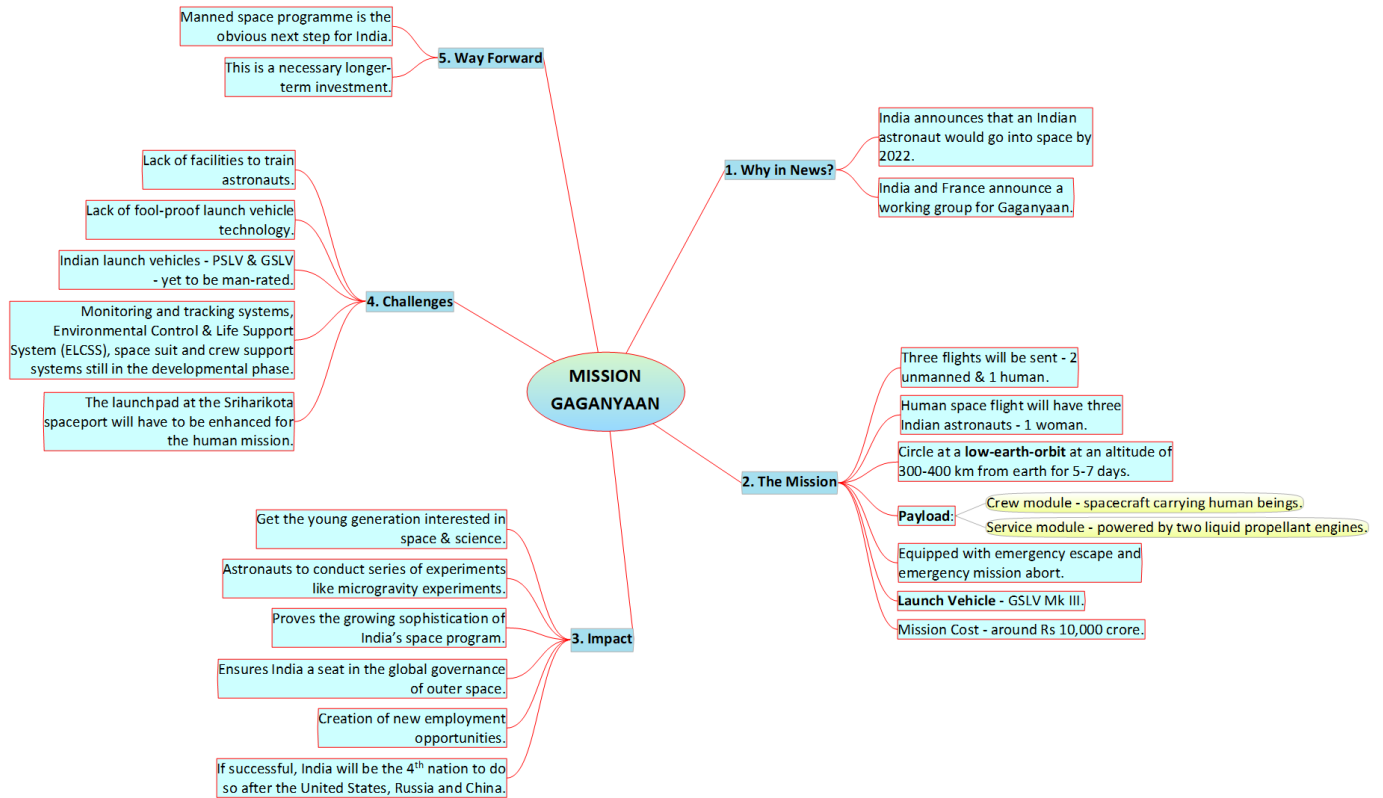 MISSION
GAGANYAAN
1. Why in News?
India announces that an Indian
astronaut would go into space by
2022.
India and France announce a
working group for Gaganyaan.
2. The Mission
Three flights will be sent - 2
unmanned & 1 human.
Human space flight will have three
Indian astronauts - 1 woman.
Circle at a low-earth-orbit at an altitude of
300-400 km from earth for 5-7 days.
Payload:
Crew module - spacecraft carrying human beings.
Service module - powered by two liquid propellant engines.
Equipped with emergency escape and
emergency mission abort.
Launch Vehicle - GSLV Mk III.
Mission Cost - around Rs 10,000 crore.
3. Impact
Get the young generation interested in
space & science.
Astronauts to conduct series of experiments
like microgravity experiments.
Proves the growing sophistication of
India’s space program.
Ensures India a seat in the global governance
of outer space.
Creation of new employment
opportunities.
If successful, India will be the 4th nation to do
so after the United States, Russia and China.
4. Challenges
Lack of facilities to train
astronauts.
Lack of fool-proof launch vehicle
technology.
Indian launch vehicles - PSLV & GSLV
- yet to be man-rated.
Monitoring and tracking systems,
Environmental Control & Life Support
System (ELCSS), space suit and crew support
systems still in the developmental phase.
The launchpad at the Sriharikota
spaceport will have to be enhanced for
the human mission.
5. Way Forward
Manned space programme is the
obvious next step for India.
This is a necessary longer-
term investment.